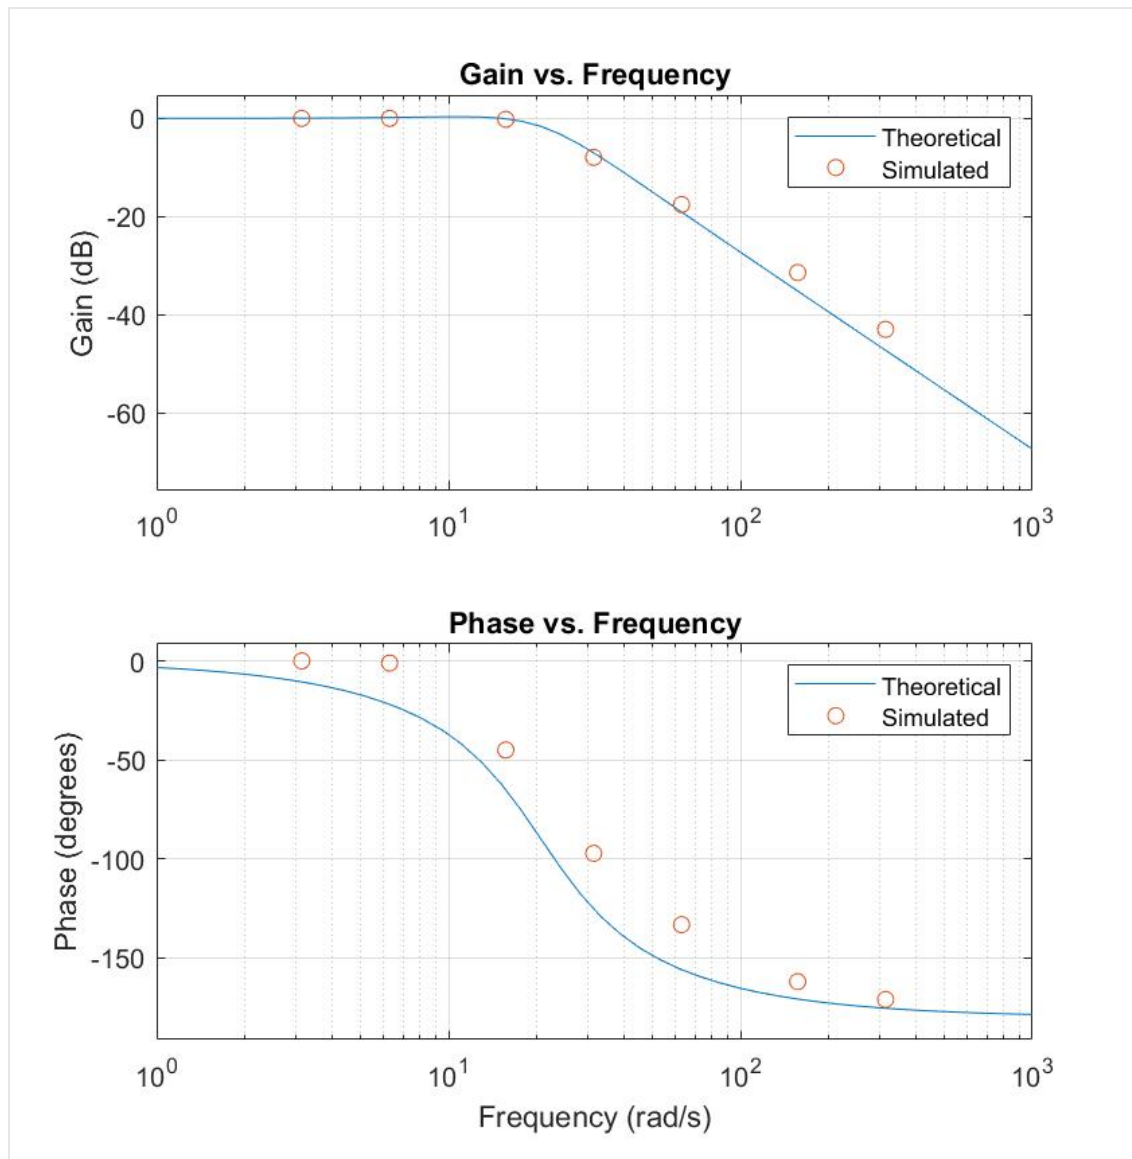 Gain vs. Frequency
0
-20
-40
-60
Gain (dB)
Theoretical
Simulated
10^0
10^1
10^2
10^3
Phase vs. Frequency
0
-50
-100
-150
Phase (degrees)
Theoretical
Simulated
10^0
10^1
10^2
10^3
Frequency (rad/s)